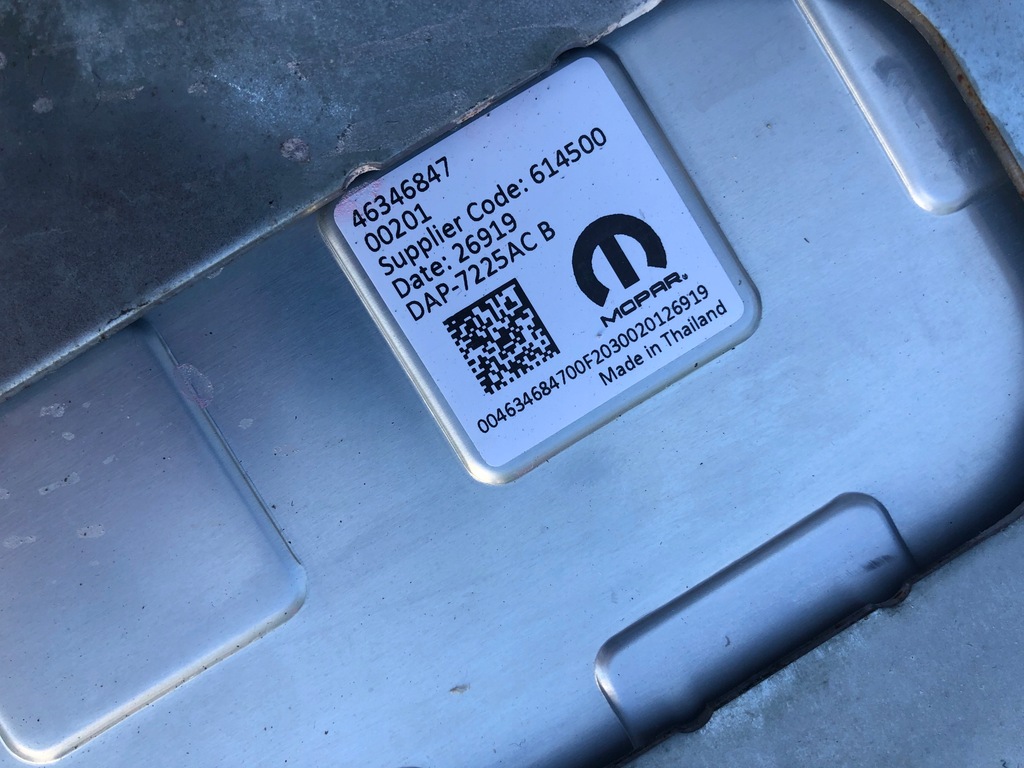 46346847
00201
Supplier Code: 614500
Date: 26919
DAP-7225AC B
MOPAR®
004634684700F2030020126919
Made in Thailand